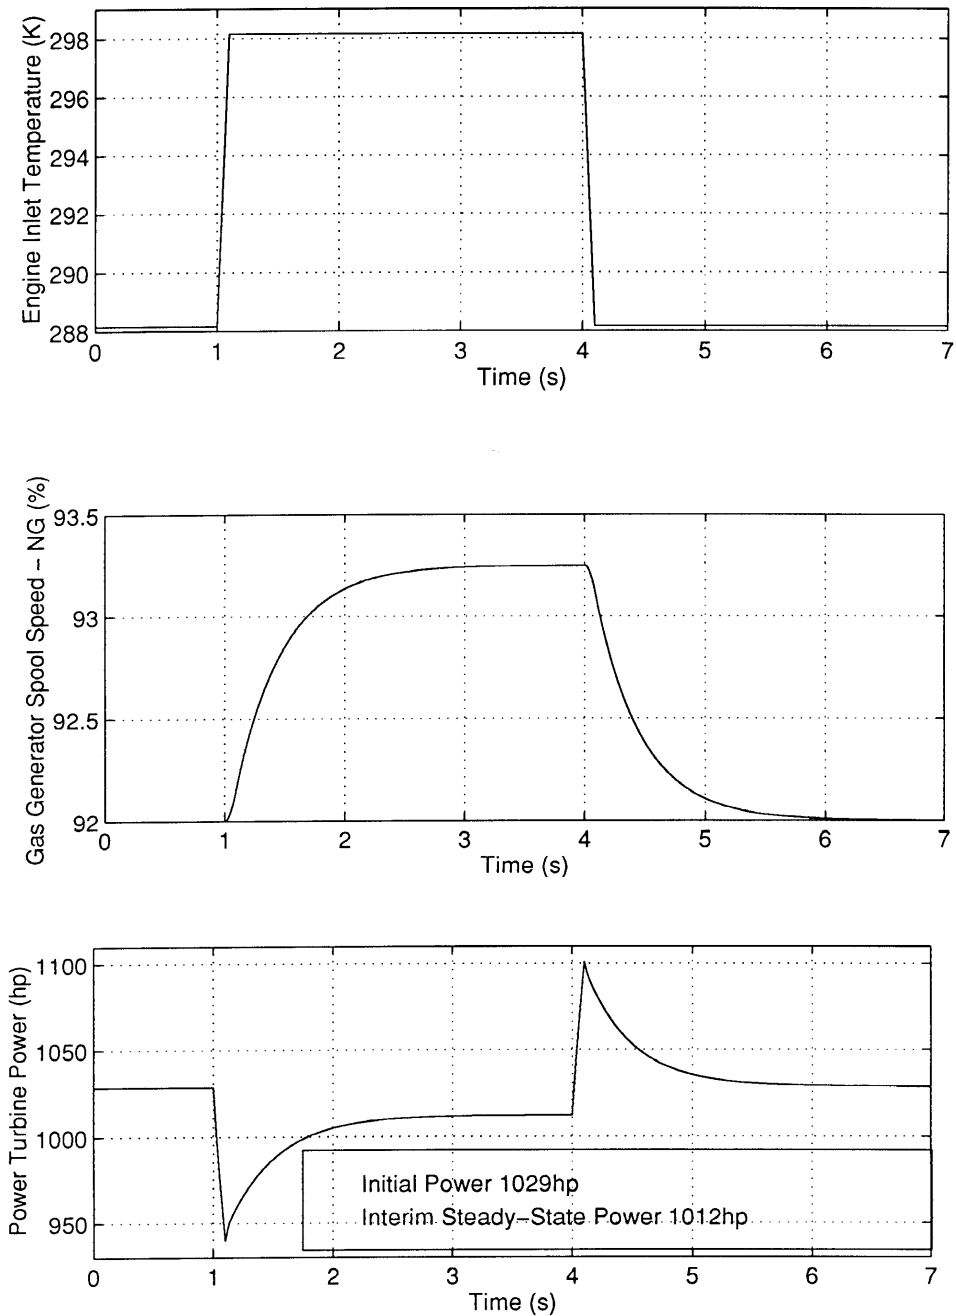 Engine Inlet Temperature (K)
298
296
294
292
290
288
0 1 2 3 4 5 6 7
Time (s)
Gas Generator Spool Speed – NG (%)
93.5
93
92.5
92
0 1 2 3 4 5 6 7
Time (s)
Power Turbine Power (hp)
1100
1050
1000
950
Initial Power 1029hp
Interim Steady–State Power 1012hp
0 1 2 3 4 5 6 7
Time (s)